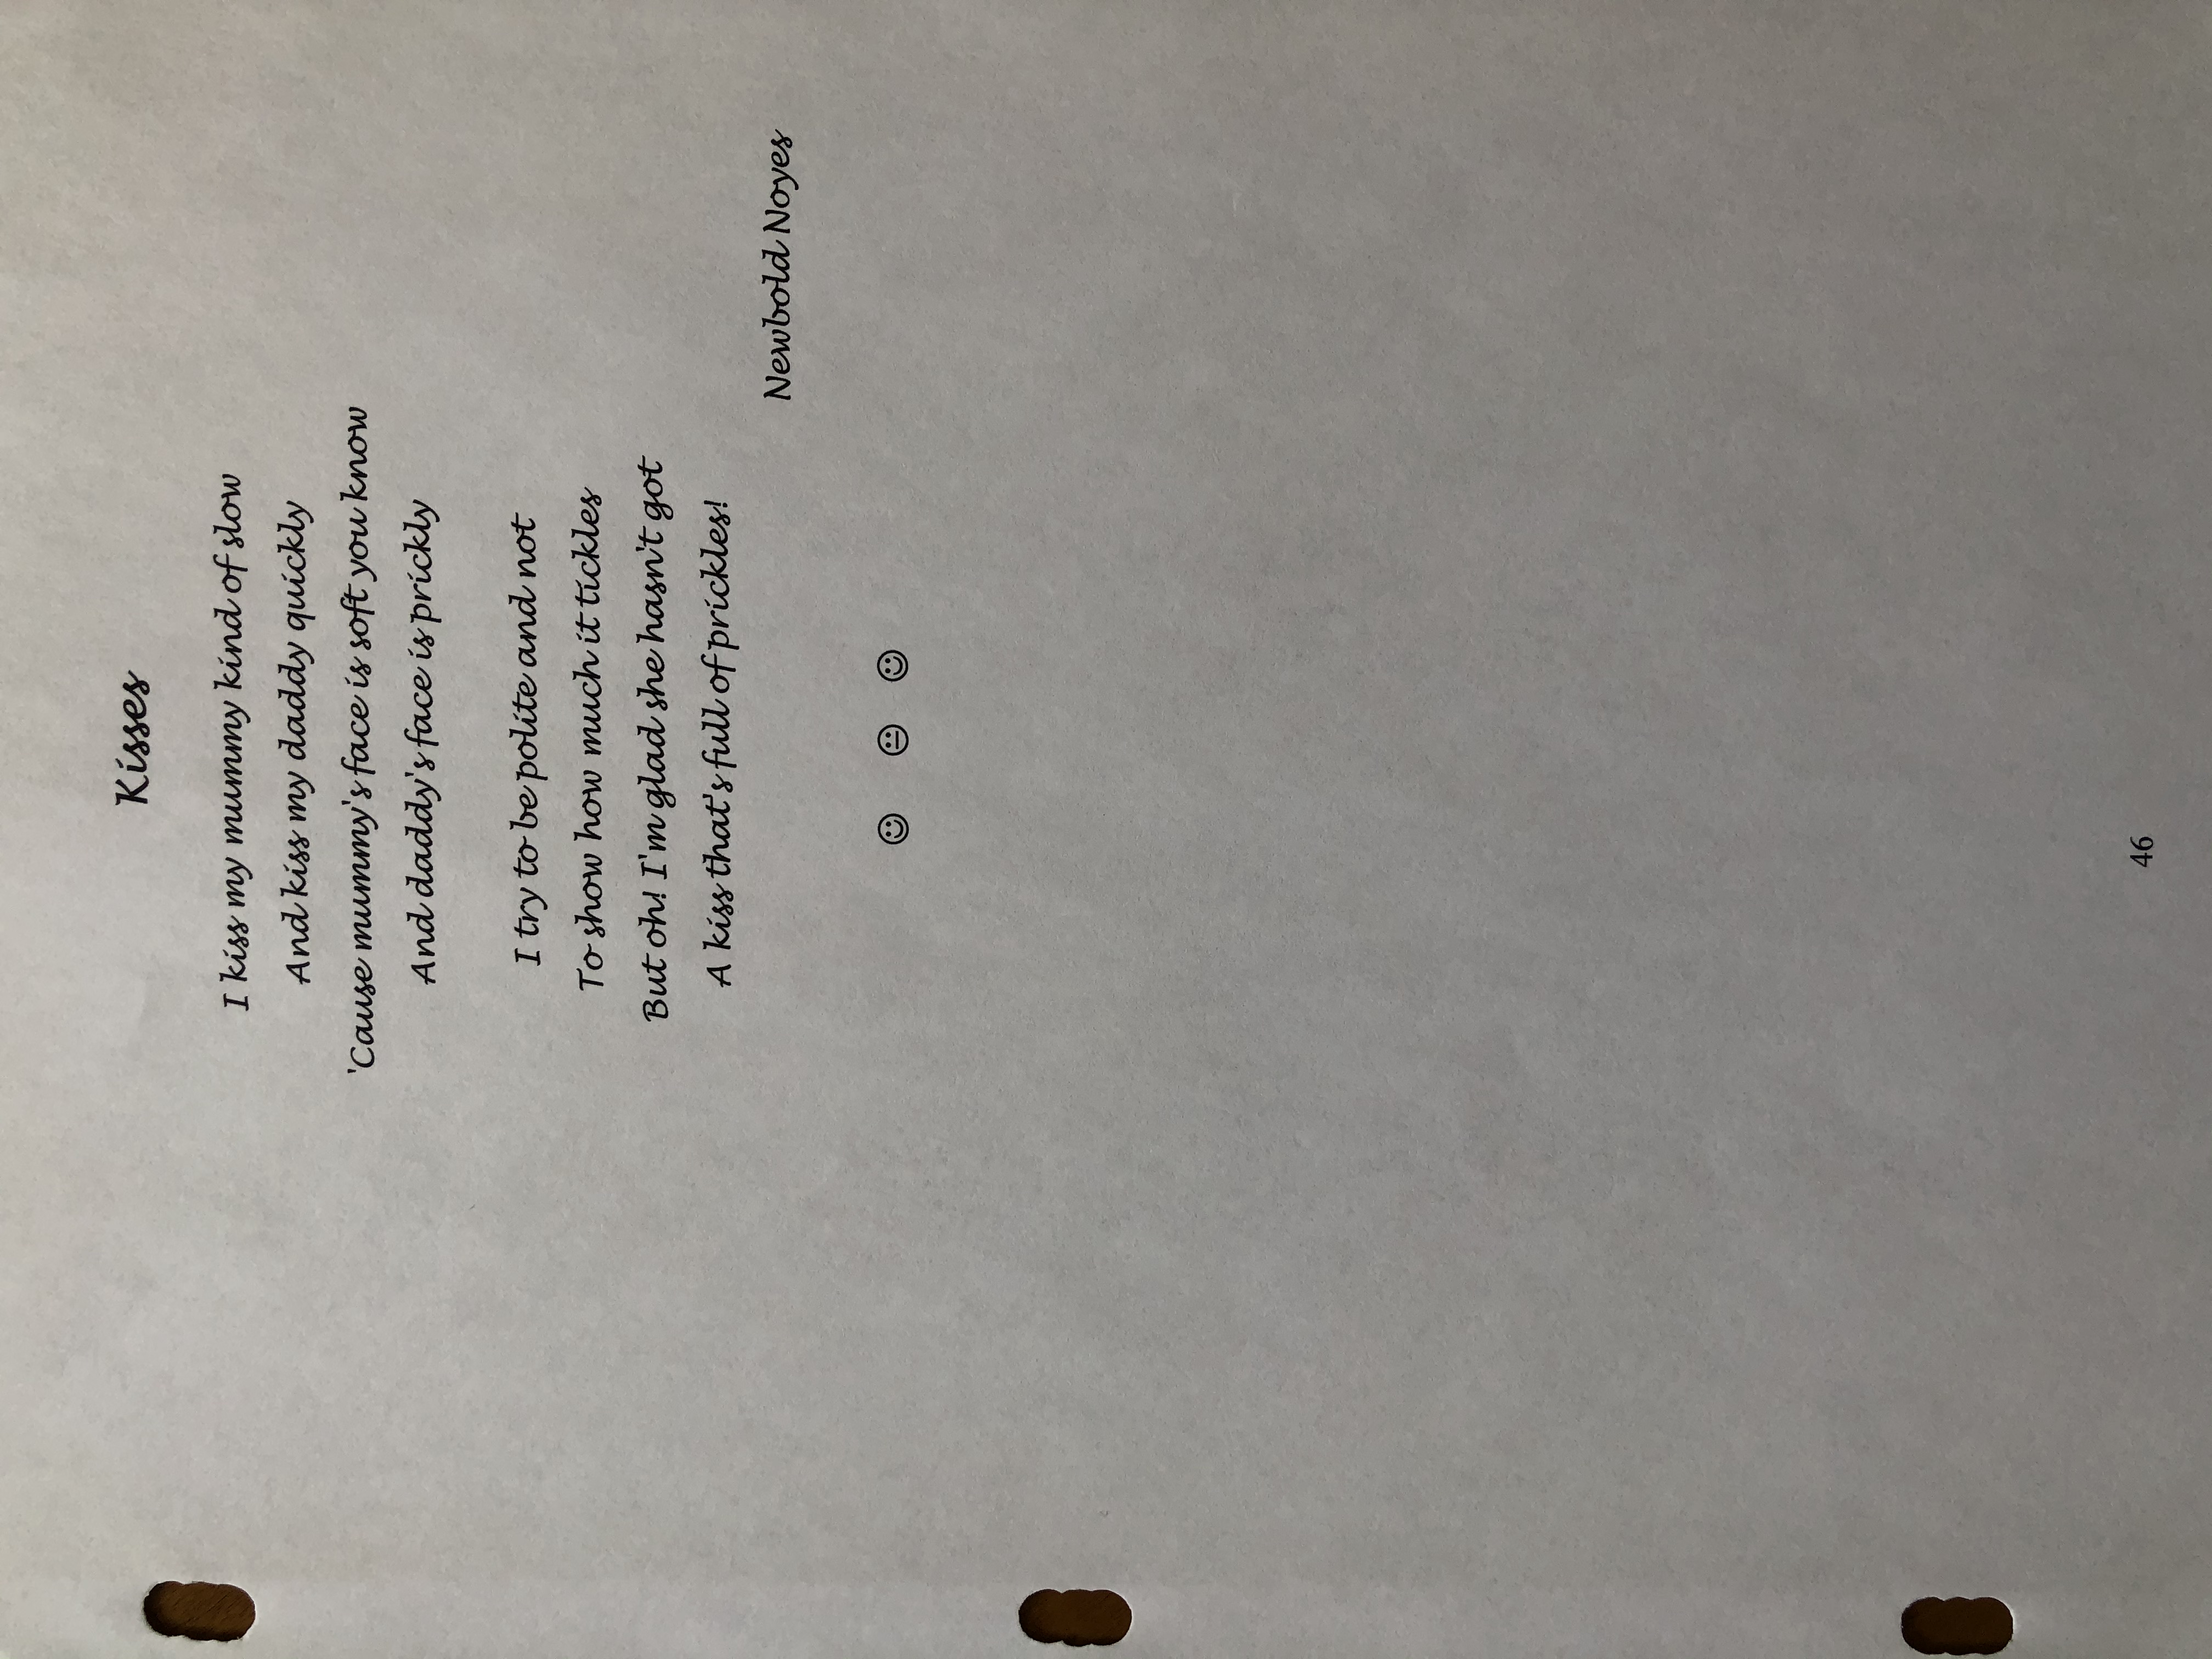 Kisses
I kiss my mummy kind of slow
And kiss my daddy quickly
'Cause mummy's face is soft you know
And daddy's face is prickly
I try to be polite and not
To show how much it tickles
But oh! I'm glad she hasn't got
A kiss that's full of prickles!
Newbold Noyes
☺ 😐 ☺
46